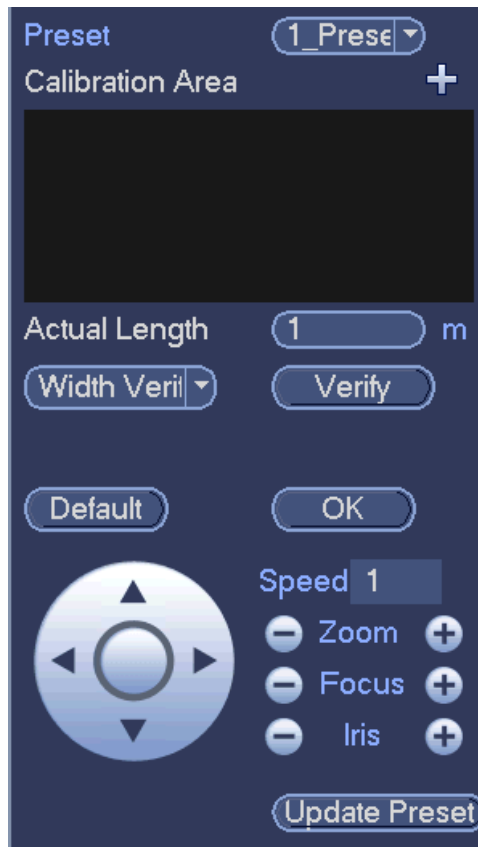 Preset 1_Prese
Calibration Area
Actual Length 1 m
Width Veri Verify
Default OK
Speed 1
Zoom
Focus
Iris
Update Preset